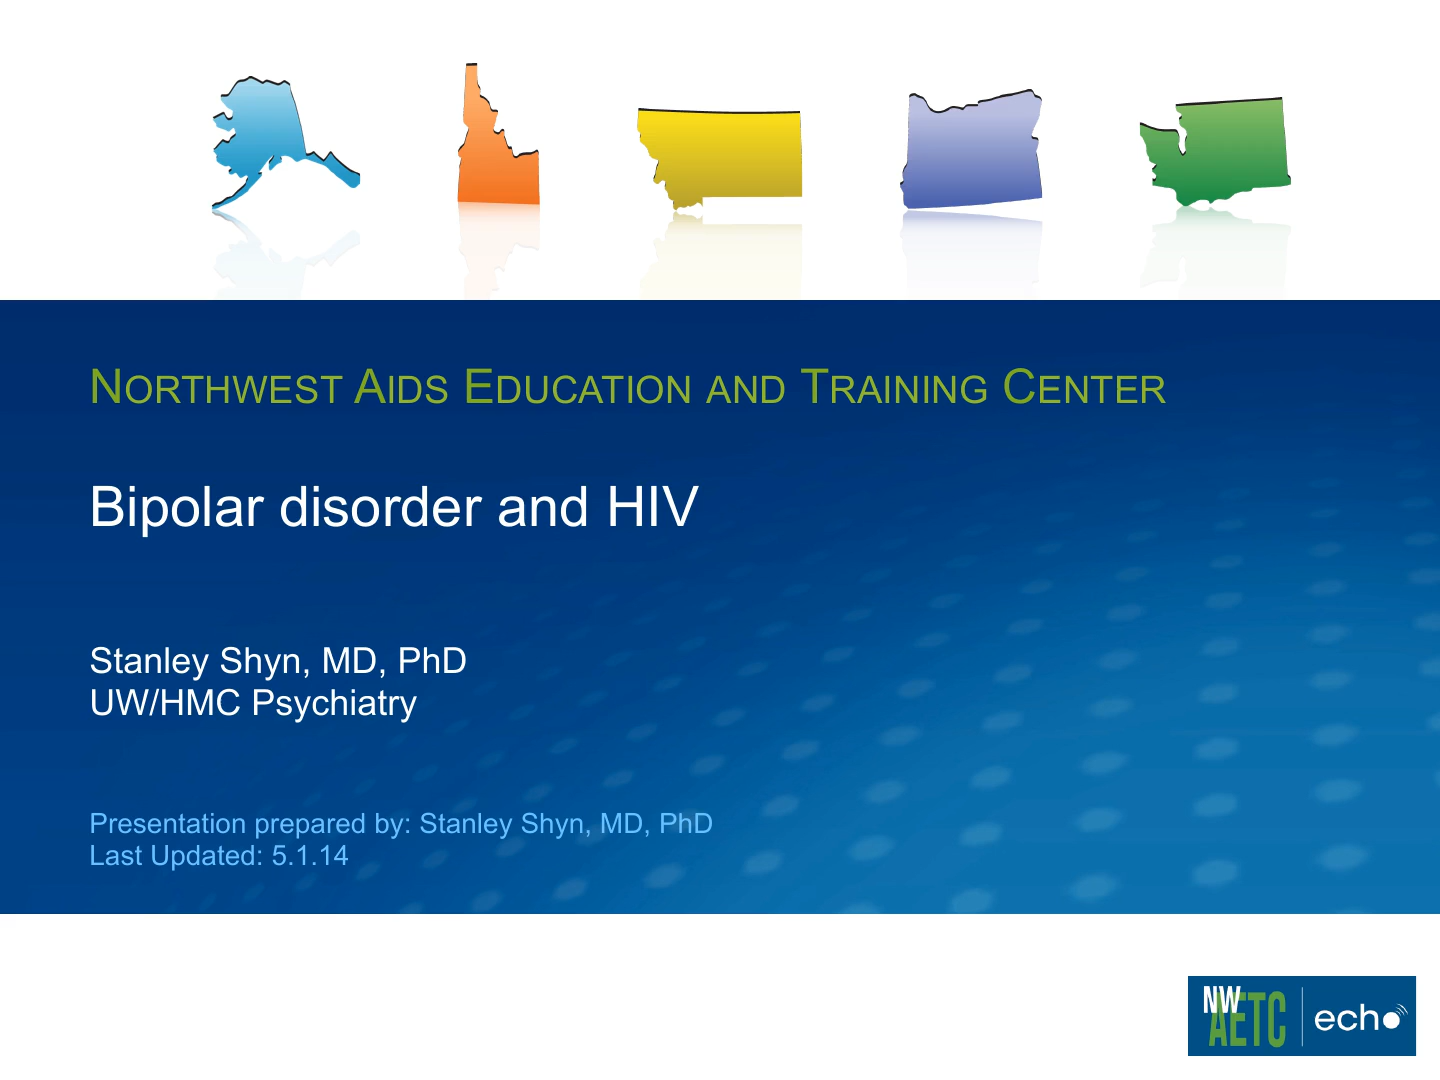 Northwest Aids Education and Training Center
Bipolar disorder and HIV
Stanley Shyn, MD, PhD
UW/HMC Psychiatry
Presentation prepared by: Stanley Shyn, MD, PhD
Last Updated: 5.1.14
NW
AETC
echo